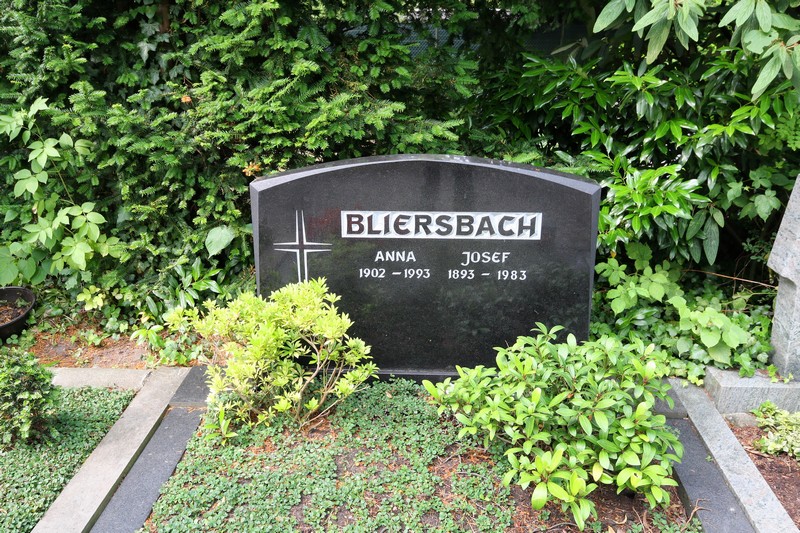 BLIERSBACH
ANNA JOSEF
1902 – 1993 1893 – 1983